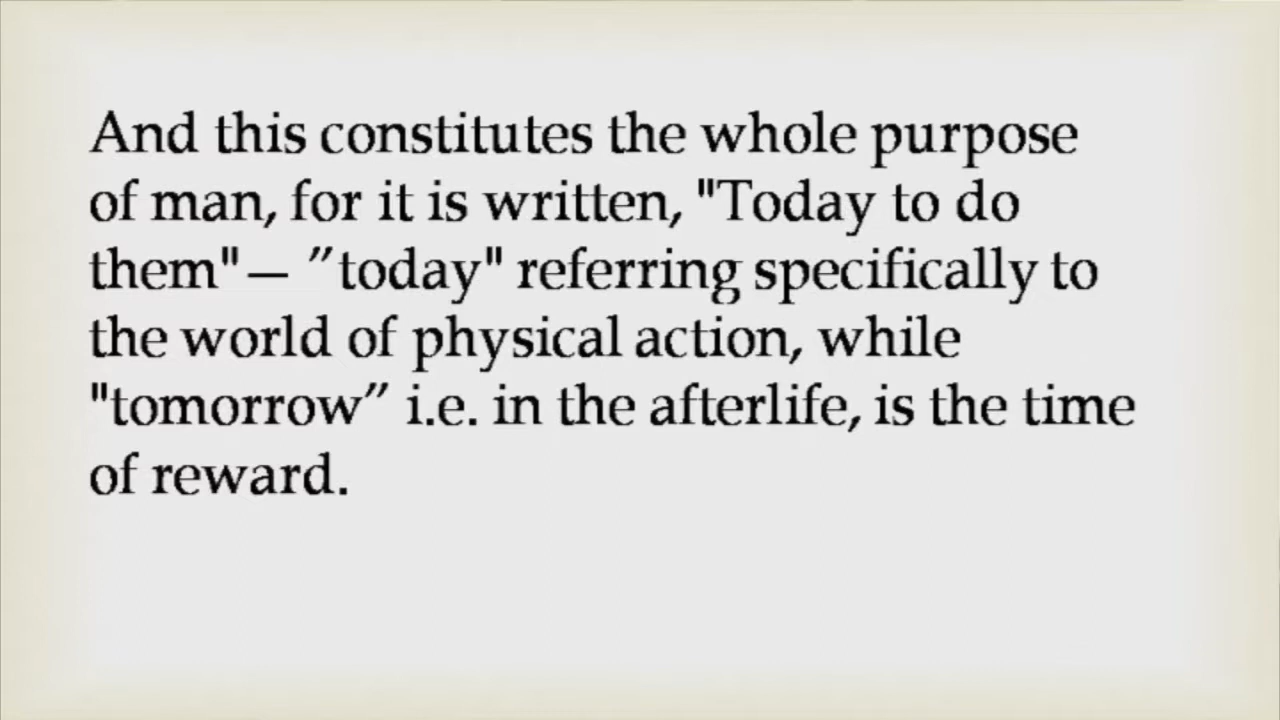 And this constitutes the whole purpose
of man, for it is written, "Today to do
them"— ”today" referring specifically to
the world of physical action, while
"tomorrow” i.e. in the afterlife, is the time
of reward.